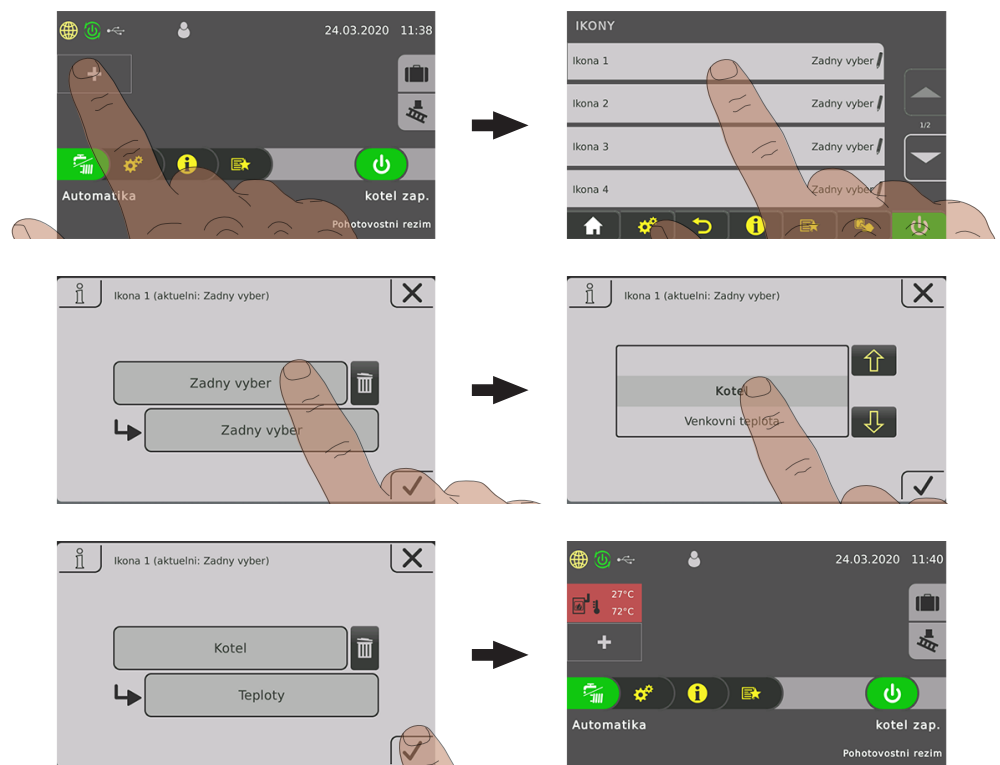 24.03.2020 11:38
Automatika
kotel zap.
Pohotovostni rezim
IKONY
Ikona 1
Zadny vyber
Ikona 2
Zadny vyber
Ikona 3
Zadny vyber
Ikona 4
Zadny vyber
1/2
Ikona 1 (aktuelni: Zadny vyber)
Zadny vyber
Zadny vyber
Ikona 1 (aktuelni: Zadny vyber)
Kotel
Venkovni teplota
Ikona 1 (aktuelni: Zadny vyber)
Kotel
Teploty
24.03.2020 11:40
27°C
72°C
Automatika
kotel zap.
Pohotovostni rezim